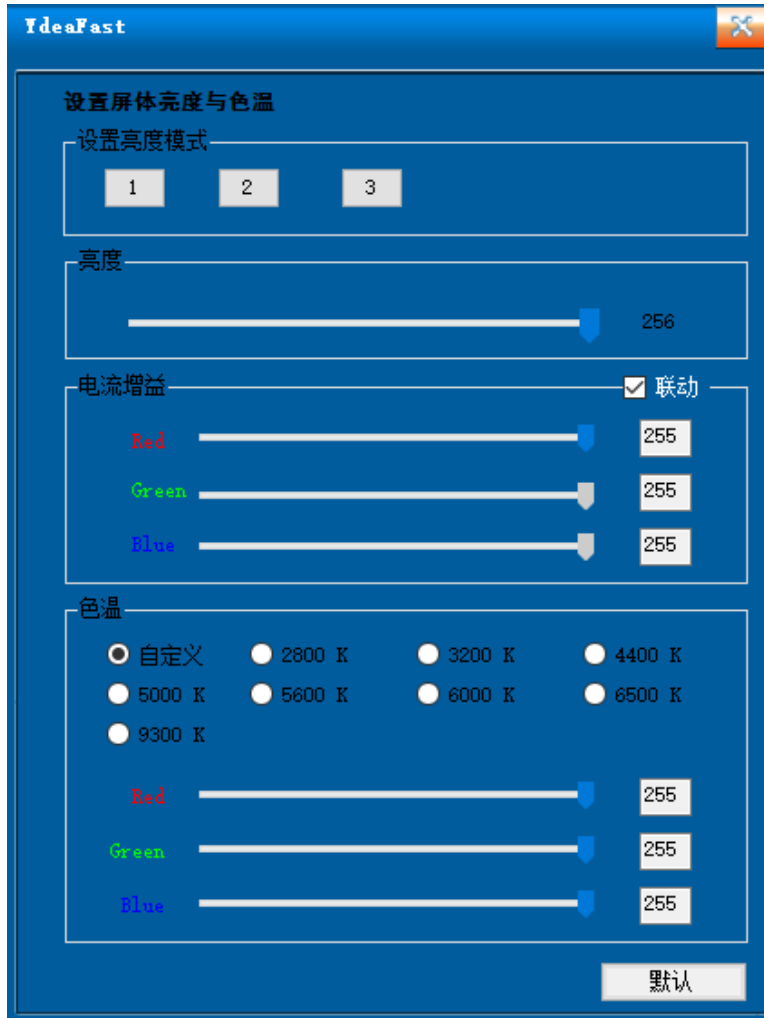 YdeaFast
设置屏体亮度与色温
设置亮度模式
1 2 3
亮度
256
电流增益 联动
Red 255
Green 255
Blue 255
色温
自定义 2800 K 3200 K 4400 K
5000 K 5600 K 6000 K 6500 K
9300 K
Red 255
Green 255
Blue 255
默认